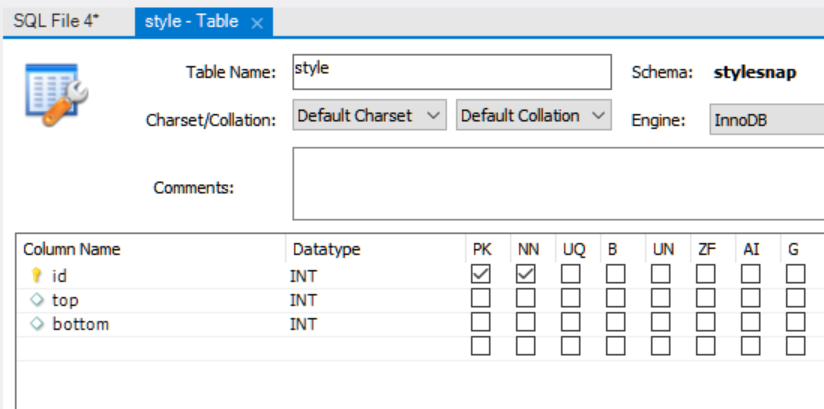 SQL File 4* style - Table ×
Table Name: style Schema: stylesnap
Charset/Collation: Default Charset Default Collation Engine: InnoDB
Comments:
Column Name Datatype PK NN UQ B UN ZF AI G
id INT
top INT
bottom INT